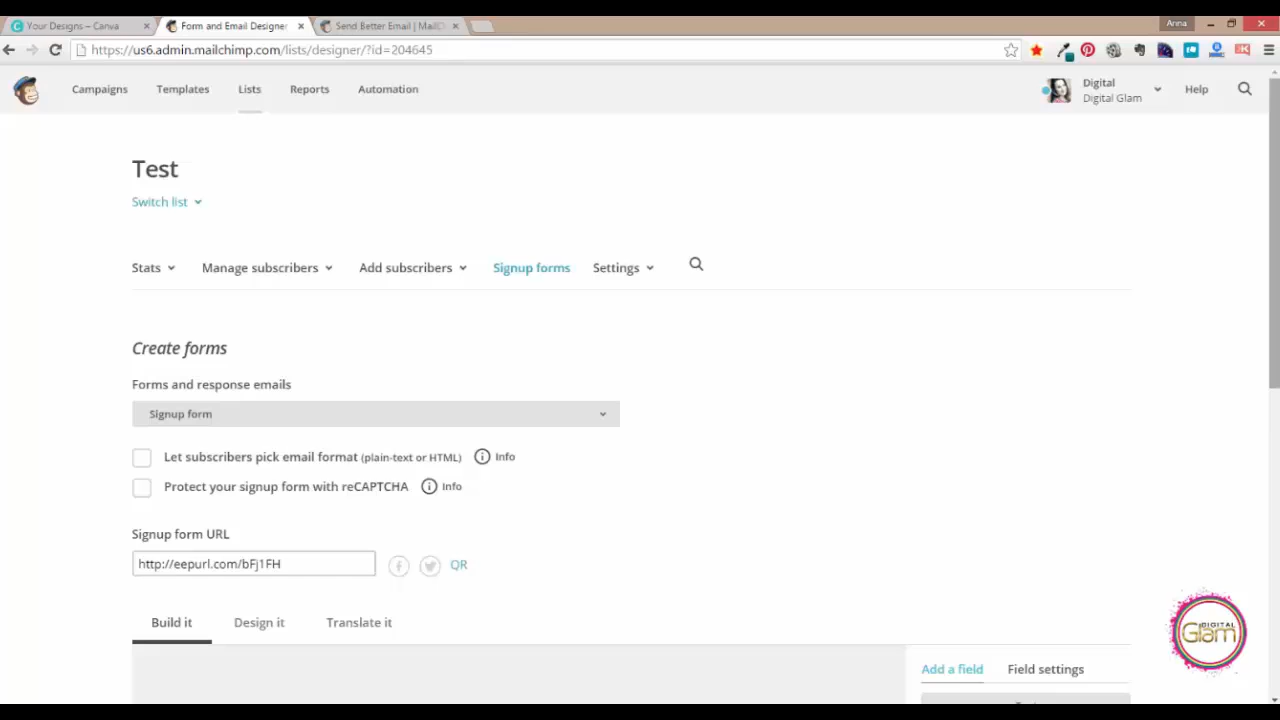 Your Designs – Canva
Form and Email Designer
Send Better Email | MailC
Anna
https://us6.admin.mailchimp.com/lists/designer/?id=204645
Campaigns
Templates
Lists
Reports
Automation
Digital
Digital Glam
Help
Test
Switch list
Stats
Manage subscribers
Add subscribers
Signup forms
Settings
Create forms
Forms and response emails
Signup form
Let subscribers pick email format (plain-text or HTML)
Info
Protect your signup form with reCAPTCHA
Info
Signup form URL
http://eepurl.com/bFj1FH
QR
Build it
Design it
Translate it
Add a field
Field settings
DIGITAL
Glam